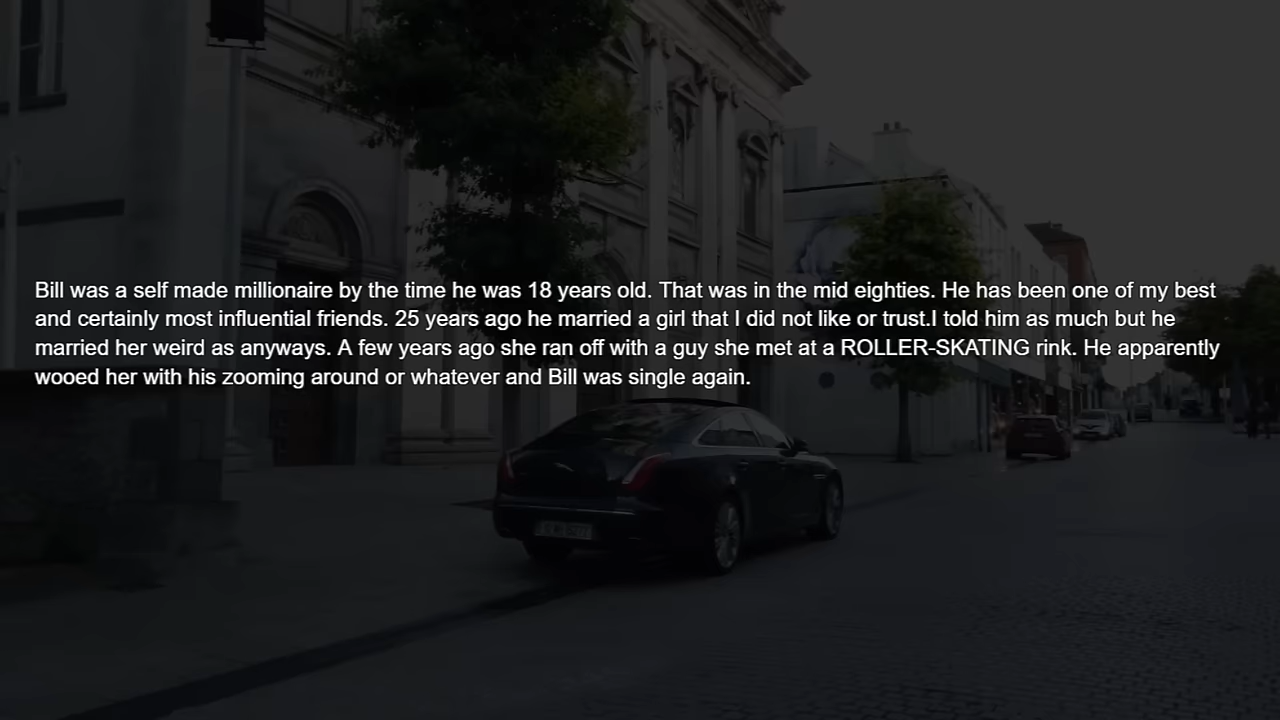 Bill was a self made millionaire by the time he was 18 years old. That was in the mid eighties. He has been one of my best
and certainly most influential friends. 25 years ago he married a girl that I did not like or trust.I told him as much but he
married her weird as anyways. A few years ago she ran off with a guy she met at a ROLLER-SKATING rink. He apparently
wooed her with his zooming around or whatever and Bill was single again.